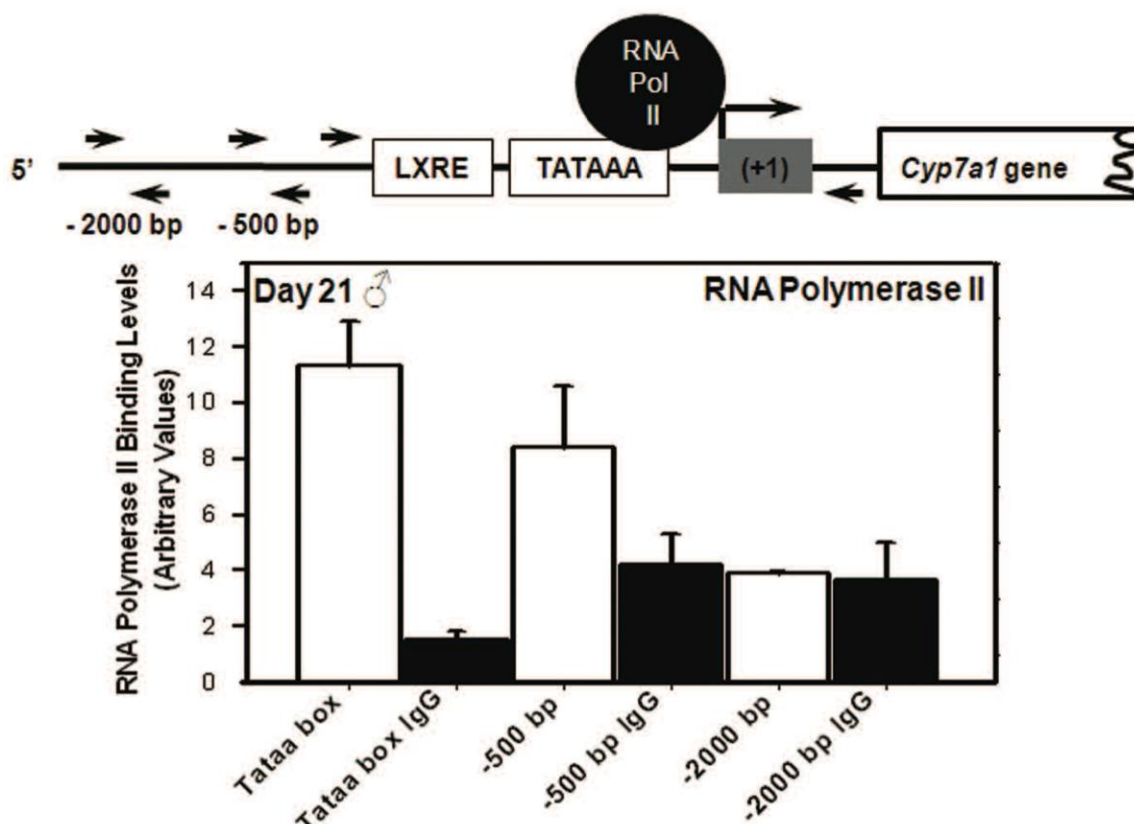 RNA
Pol
II
5'
LXRE
TATAAA
(+1)
Cyp7a1 gene
- 2000 bp
- 500 bp
RNA Polymerase II Binding Levels
(Arbitrary Values)
Day 21 ♂
RNA Polymerase II
14
12
10
8
6
4
2
0
Tataa box
Tataa box IgG
-500 bp
-500 bp IgG
-2000 bp
-2000 bp IgG